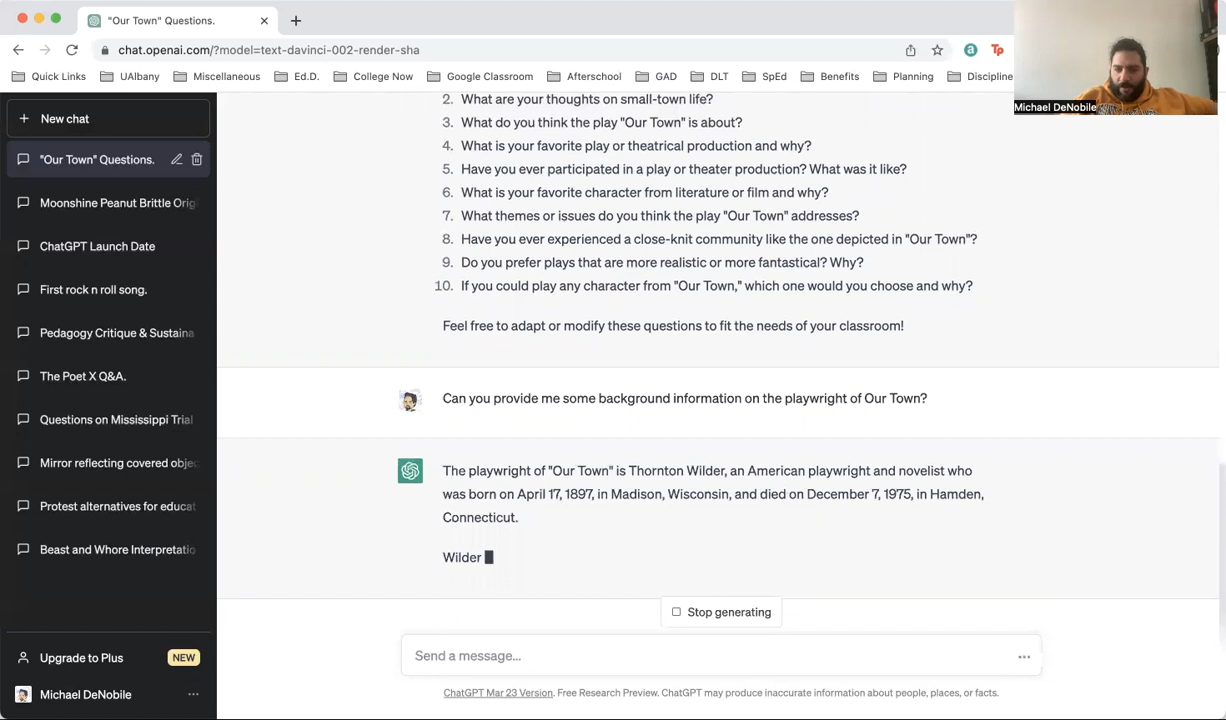 "Our Town" Questions.
chat.openai.com/?model=text-davinci-002-render-sha
Tp
Quick Links UAlbany Miscellaneous Ed.D. College Now Google Classroom Afterschool GAD DLT SpEd Benefits Planning Discipline
Michael DeNobile
New chat
"Our Town" Questions.
Moonshine Peanut Brittle Orig
ChatGPT Launch Date
First rock n roll song.
Pedagogy Critique & Sustaina
The Poet X Q&A.
Questions on Mississippi Trial
Mirror reflecting covered objec
Protest alternatives for educat
Beast and Whore Interpretatio
Upgrade to Plus NEW
Michael DeNobile
2. What are your thoughts on small-town life?
3. What do you think the play "Our Town" is about?
4. What is your favorite play or theatrical production and why?
5. Have you ever participated in a play or theater production? What was it like?
6. What is your favorite character from literature or film and why?
7. What themes or issues do you think the play "Our Town" addresses?
8. Have you ever experienced a close-knit community like the one depicted in "Our Town"?
9. Do you prefer plays that are more realistic or more fantastical? Why?
10. If you could play any character from "Our Town," which one would you choose and why?
Feel free to adapt or modify these questions to fit the needs of your classroom!
Can you provide me some background information on the playwright of Our Town?
The playwright of "Our Town" is Thornton Wilder, an American playwright and novelist who
was born on April 17, 1897, in Madison, Wisconsin, and died on December 7, 1975, in Hamden,
Connecticut.
Wilder
Stop generating
Send a message...
ChatGPT Mar 23 Version. Free Research Preview. ChatGPT may produce inaccurate information about people, places, or facts.